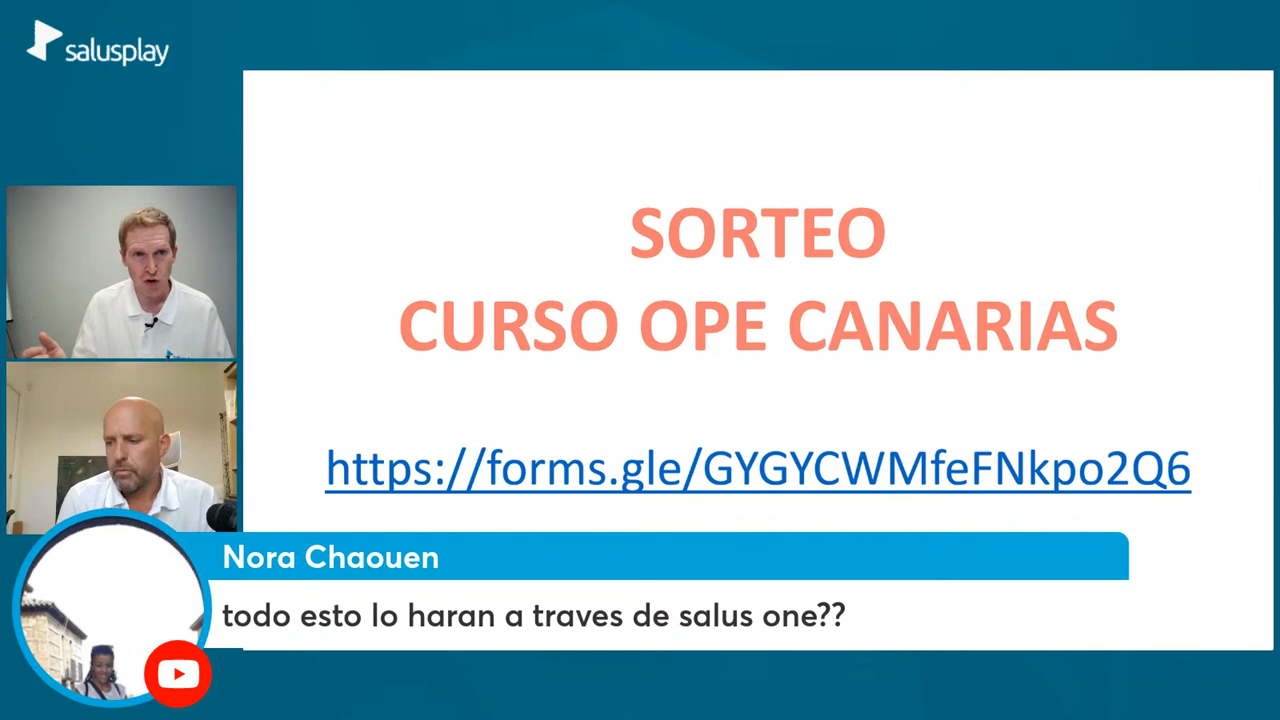 salusplay
SORTEO
CURSO OPE CANARIAS
https://forms.gle/GYGYCWMfeFNkpo2Q6
Nora Chaouen
todo esto lo haran a traves de salus one??